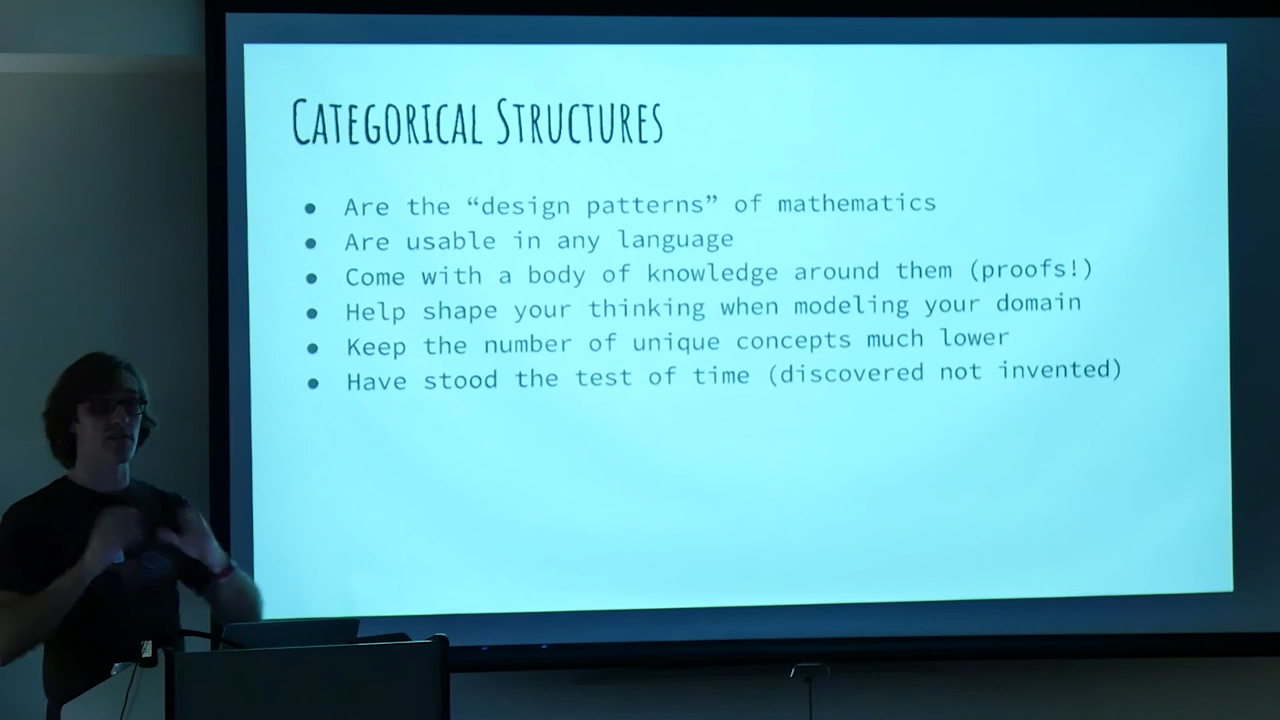 CATEGORICAL STRUCTURES
● Are the “design patterns” of mathematics
● Are usable in any language
● Come with a body of knowledge around them (proofs!)
● Help shape your thinking when modeling your domain
● Keep the number of unique concepts much lower
● Have stood the test of time (discovered not invented)